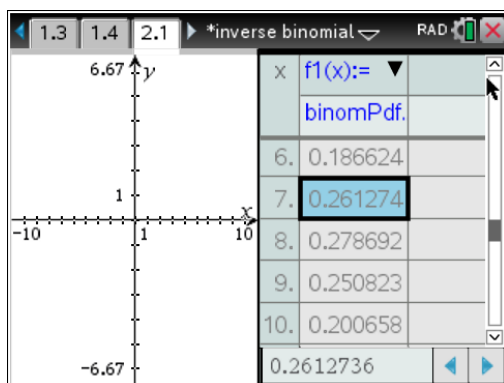 1.3 1.4 2.1 *inverse binomial RAD
6.67 y
1
x
-10 1 10
-6.67
x f1(x):= ▼
binomPdf.
6. 0.186624
7. 0.261274
8. 0.278692
9. 0.250823
10. 0.200658
0.2612736